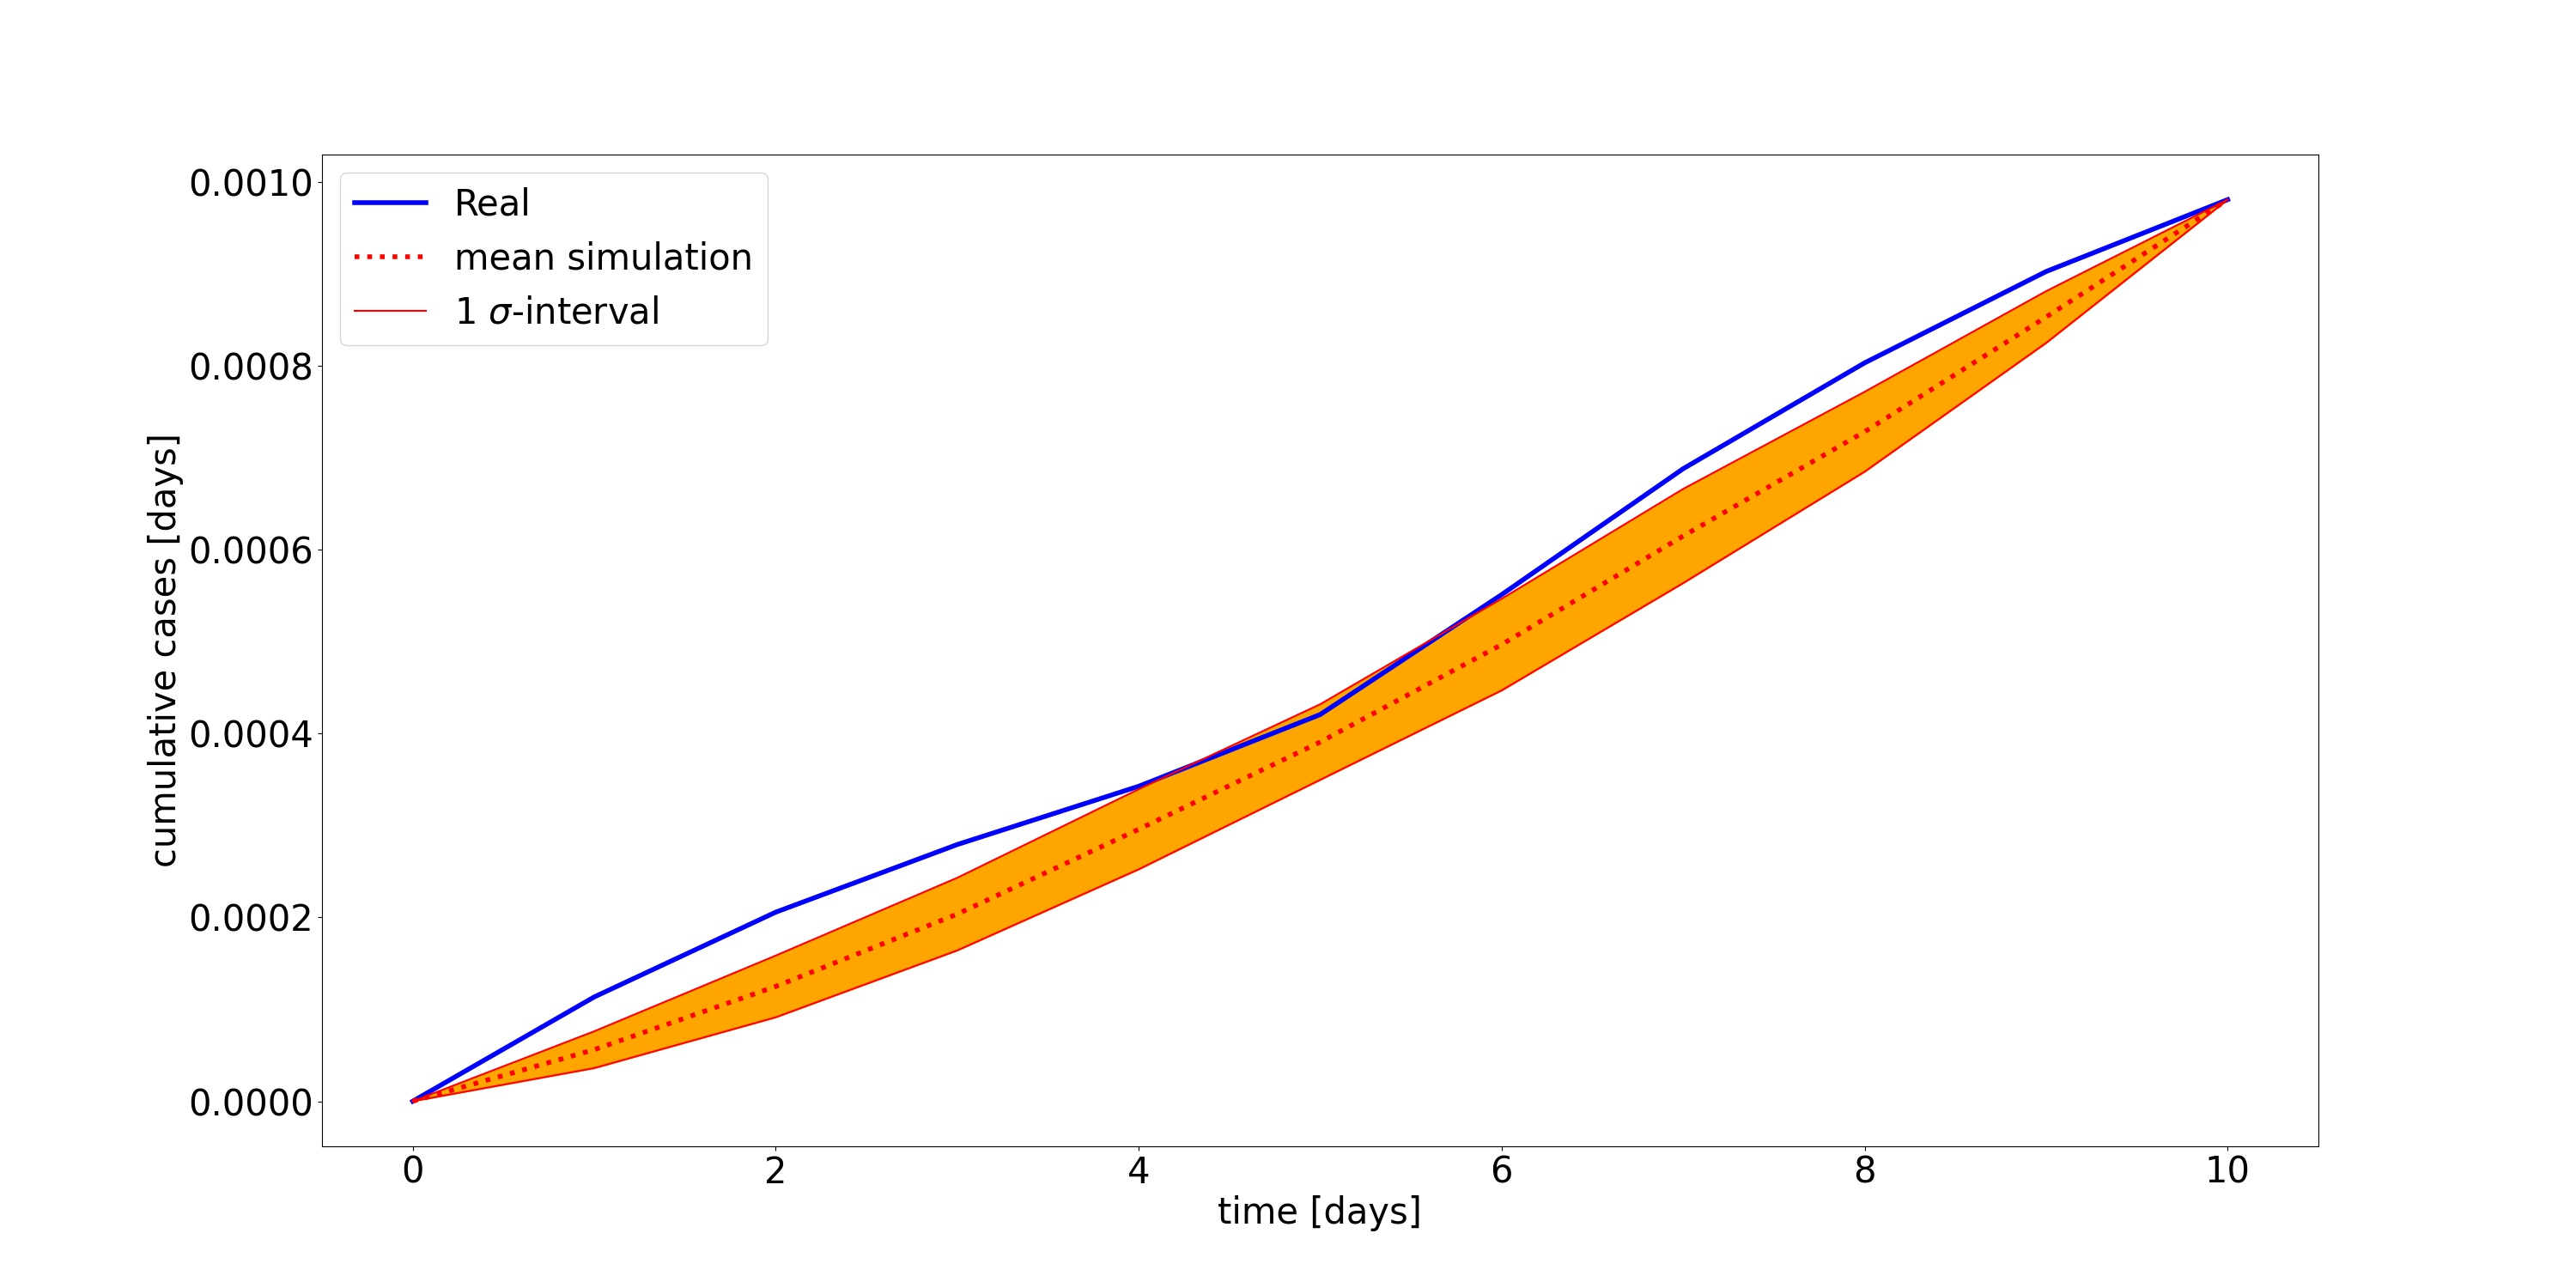 Real
mean simulation
1 σ-interval
0.0010
0.0008
0.0006
0.0004
0.0002
0.0000
cumulative cases [days]
0 2 4 6 8 10
time [days]